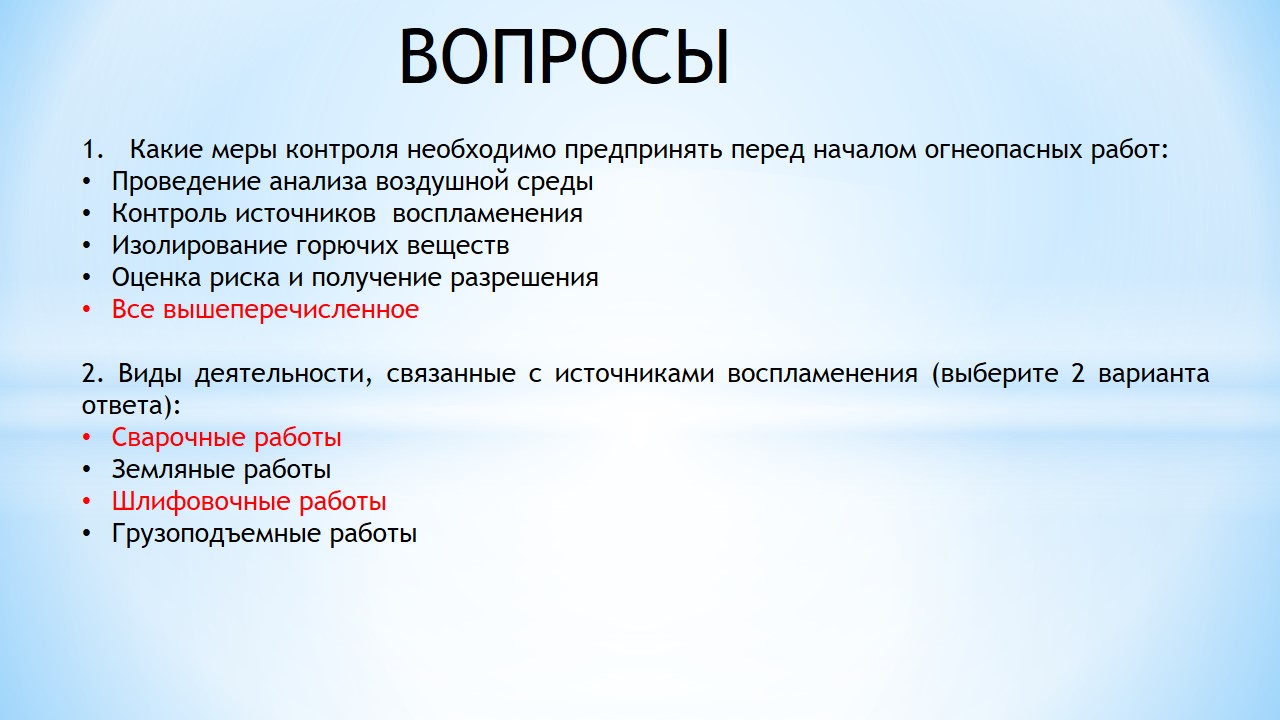 ВОПРОСЫ
1. Какие меры контроля необходимо предпринять перед началом огнеопасных работ:
• Проведение анализа воздушной среды
• Контроль источников воспламенения
• Изолирование горючих веществ
• Оценка риска и получение разрешения
• Все вышеперечисленное
2. Виды деятельности, связанные с источниками воспламенения (выберите 2 варианта
ответа):
• Сварочные работы
• Земляные работы
• Шлифовочные работы
• Грузоподъемные работы